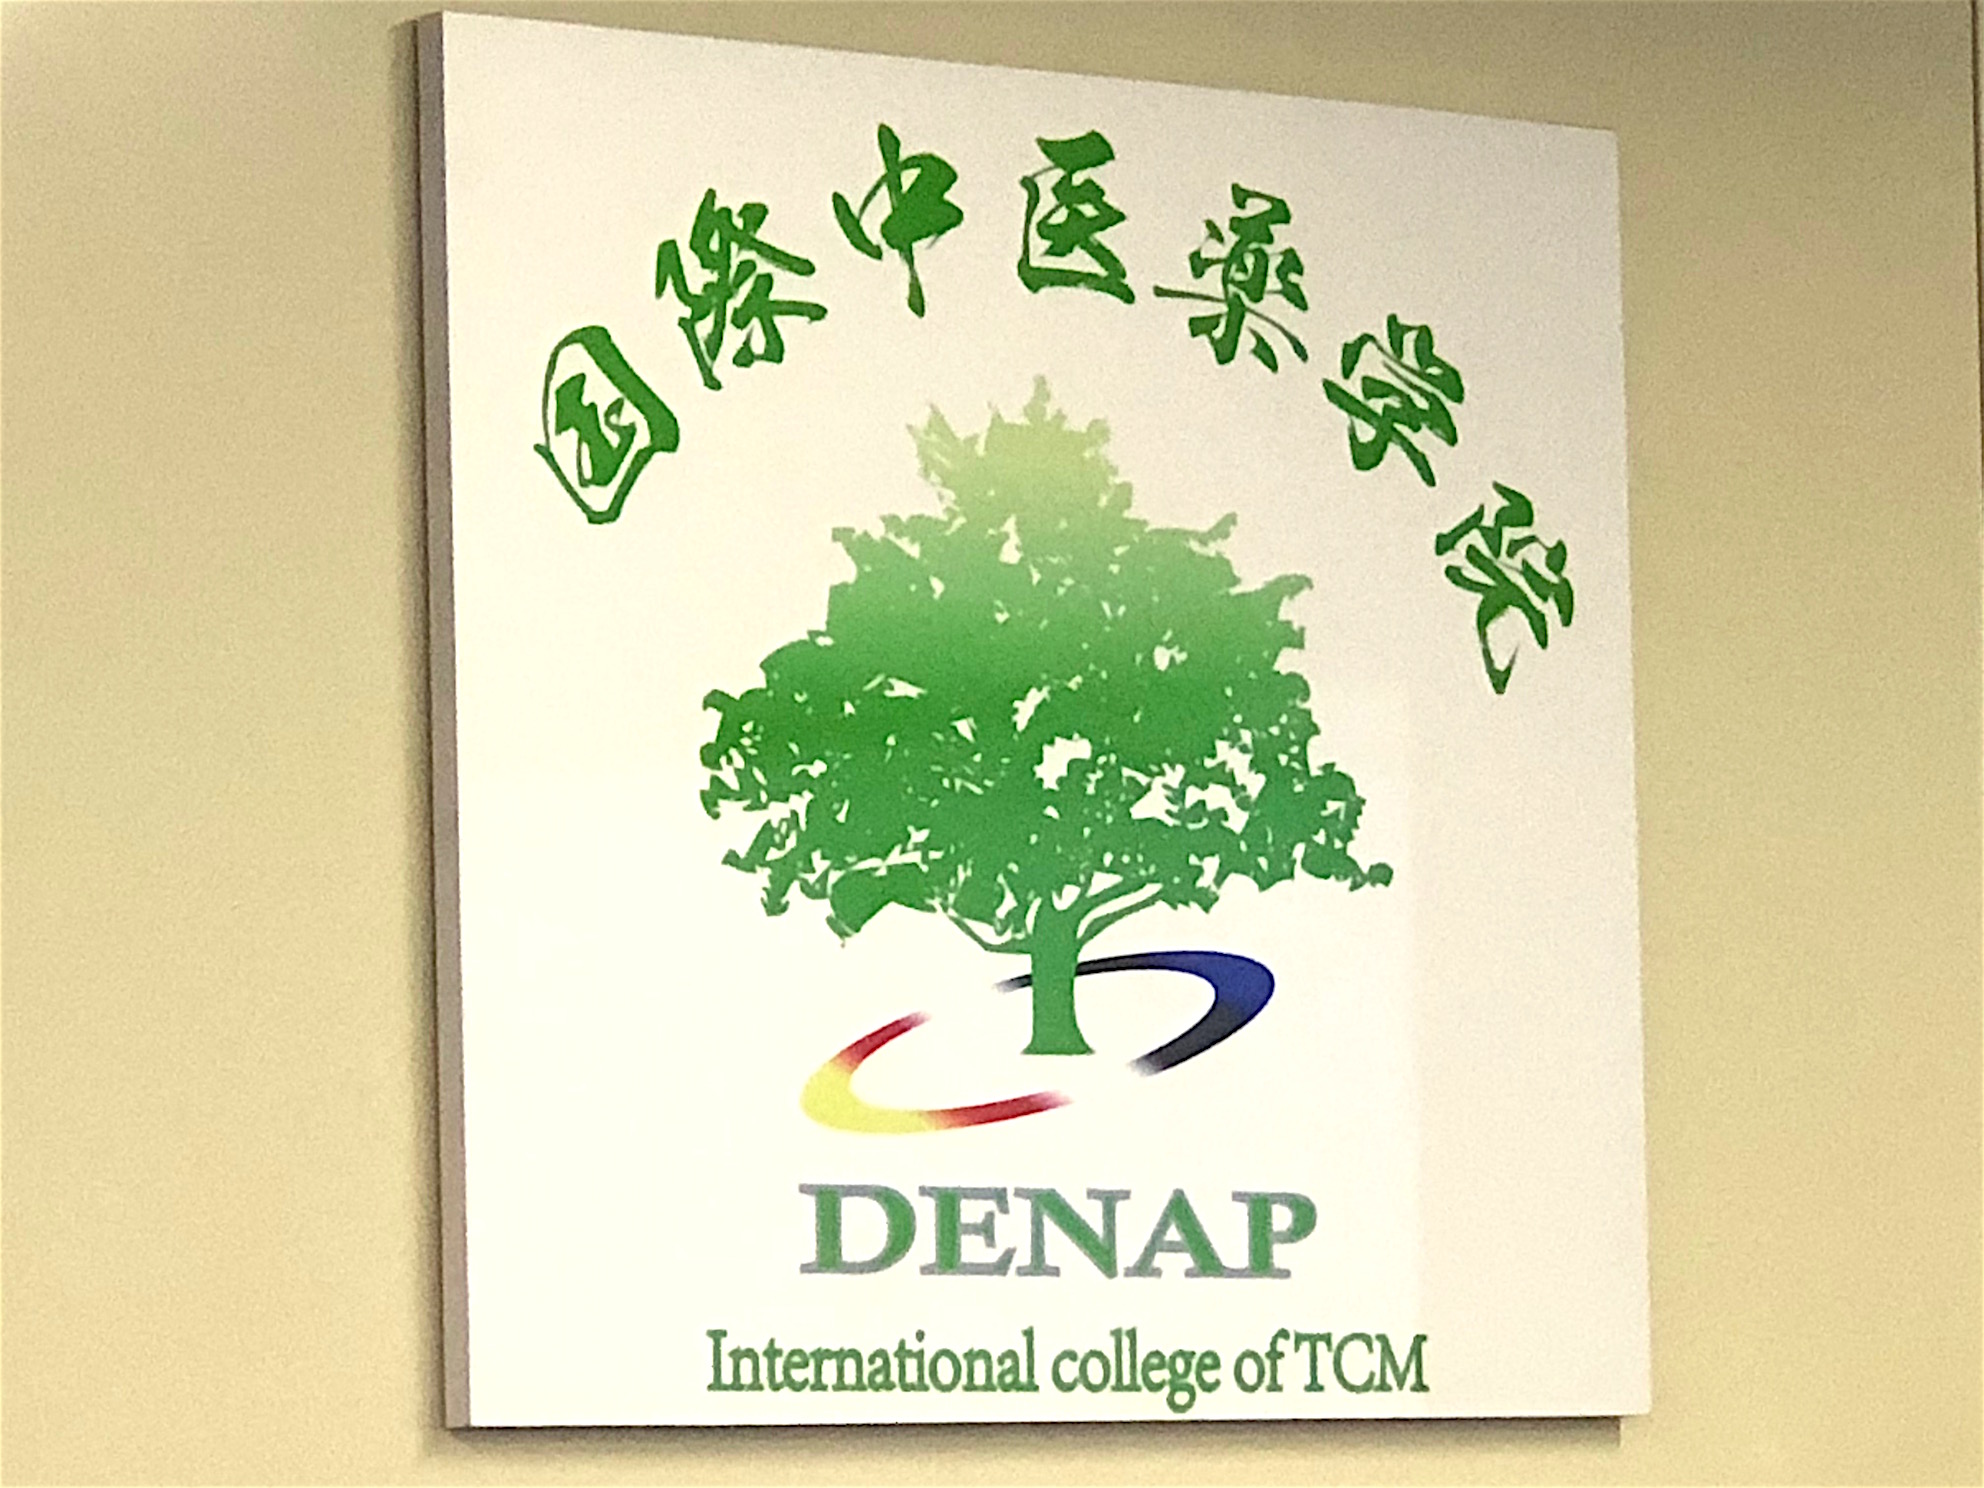 国際中医薬学院
DENAP
International college of TCM